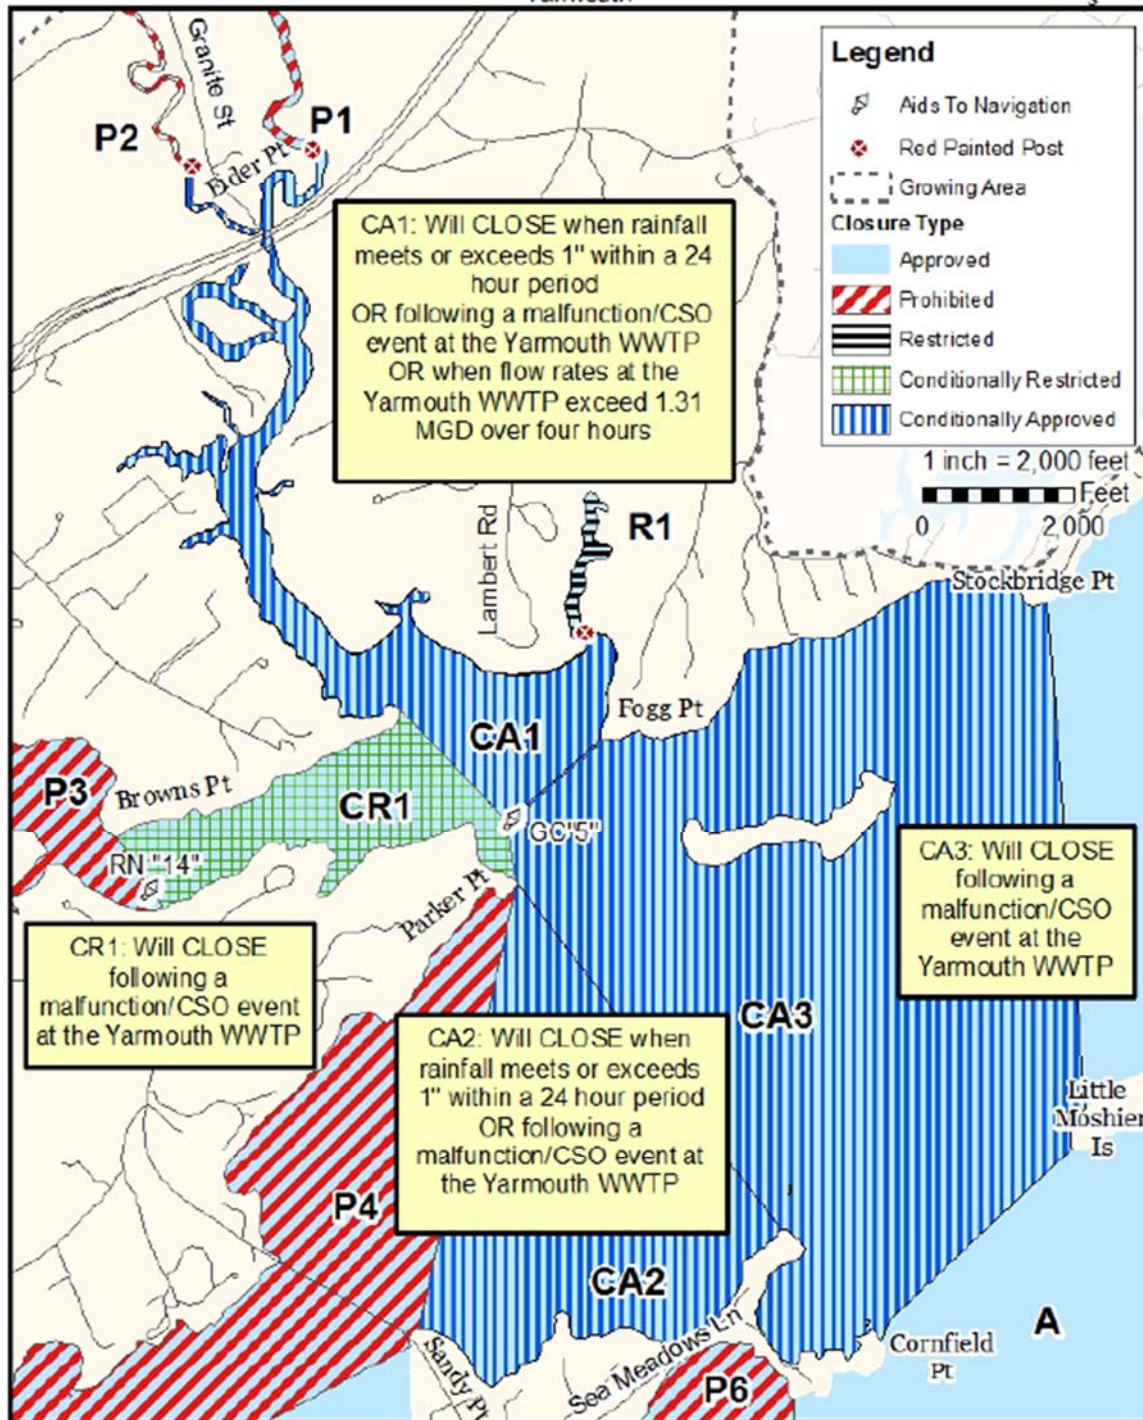 Yarmouth
Granite St
P2
P1
Elder Pt
CA1: Will CLOSE when rainfall
meets or exceeds 1" within a 24
hour period
OR following a malfunction/CSO
event at the Yarmouth WWTP
OR when flow rates at the
Yarmouth WWTP exceed 1.31
MGD over four hours
Legend
Aids To Navigation
Red Painted Post
Growing Area
Closure Type
Approved
Prohibited
Restricted
Conditionally Restricted
Conditionally Approved
1 inch = 2,000 feet
Feet
0 2,000
Lambert Rd
R1
Stockbridge Pt
Fogg Pt
CA1
P3
Browns Pt
CR1
GC"5"
RN "14"
Parker Pt
CR1: Will CLOSE
following a
malfunction/CSO event
at the Yarmouth WWTP
CA3: Will CLOSE
following a
malfunction/CSO
event at the
Yarmouth WWTP
CA3
CA2: Will CLOSE when
rainfall meets or exceeds
1" within a 24 hour period
OR following a
malfunction/CSO event at
the Yarmouth WWTP
Little
Moshier
Is
P4
CA2
A
Sea Meadows Ln
Sandy Pt
Cornfield
Pt
P6